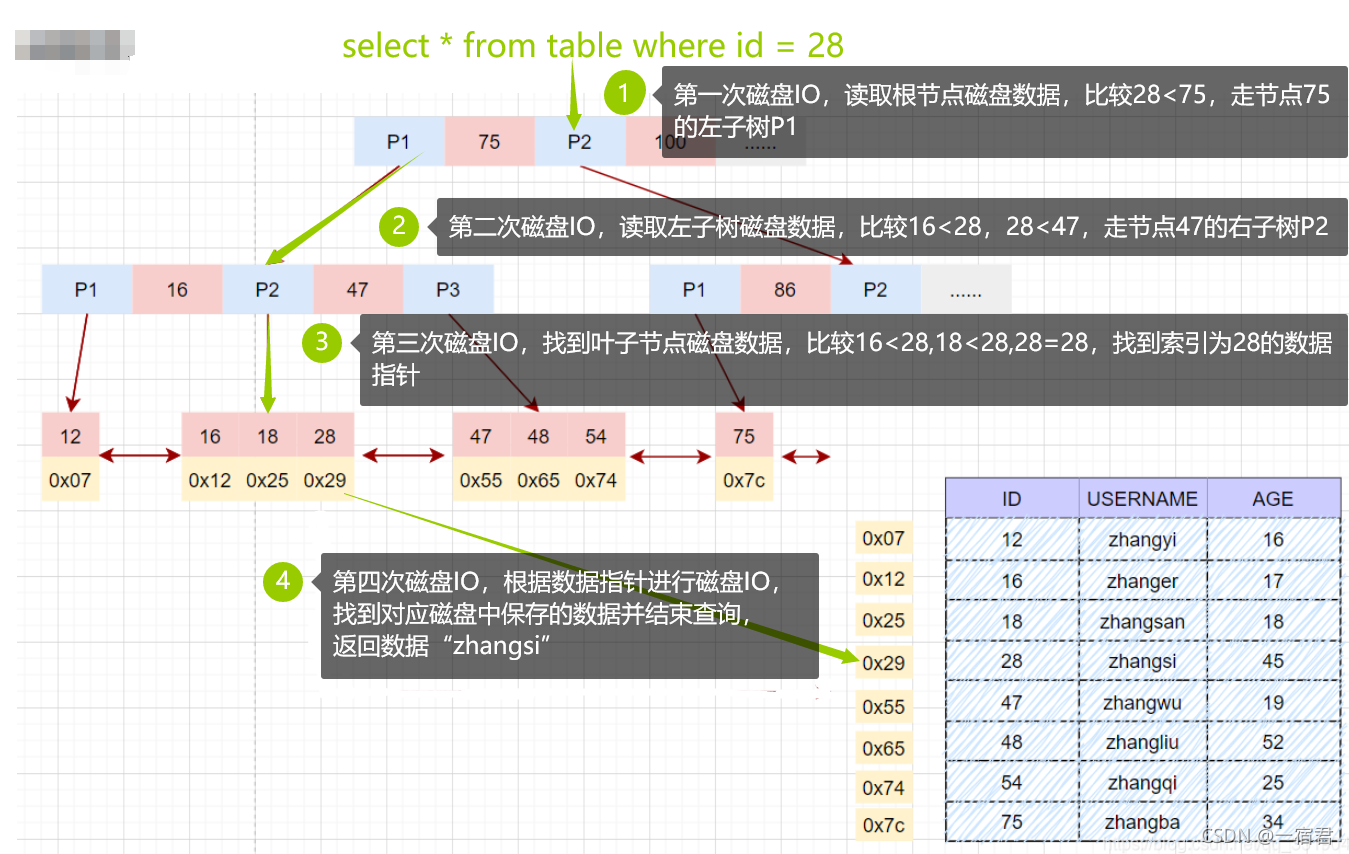 select * from table where id = 28
1
第一次磁盘IO，读取根节点磁盘数据，比较28<75，走节点75
的左子树P1
P1 75 P2 100 ......
2
第二次磁盘IO，读取左子树磁盘数据，比较16<28，28<47，走节点47的右子树P2
P1 16 P2 47 P3
P1 86 P2 ......
3
第三次磁盘IO，找到叶子节点磁盘数据，比较16<28,18<28,28=28，找到索引为28的数据
指针
12 16 18 28 47 48 54 75
0x07 0x12 0x25 0x29 0x55 0x65 0x74 0x7c
4
第四次磁盘IO，根据数据指针进行磁盘IO，
找到对应磁盘中保存的数据并结束查询，
返回数据“zhangsi”
ID USERNAME AGE
0x07 12 zhangyi 16
0x12 16 zhanger 17
0x25 18 zhangsan 18
0x29 28 zhangsi 45
0x55 47 zhangwu 19
0x65 48 zhangliu 52
0x74 54 zhangqi 25
0x7c 75 zhangba 34
CSDN @一宿君